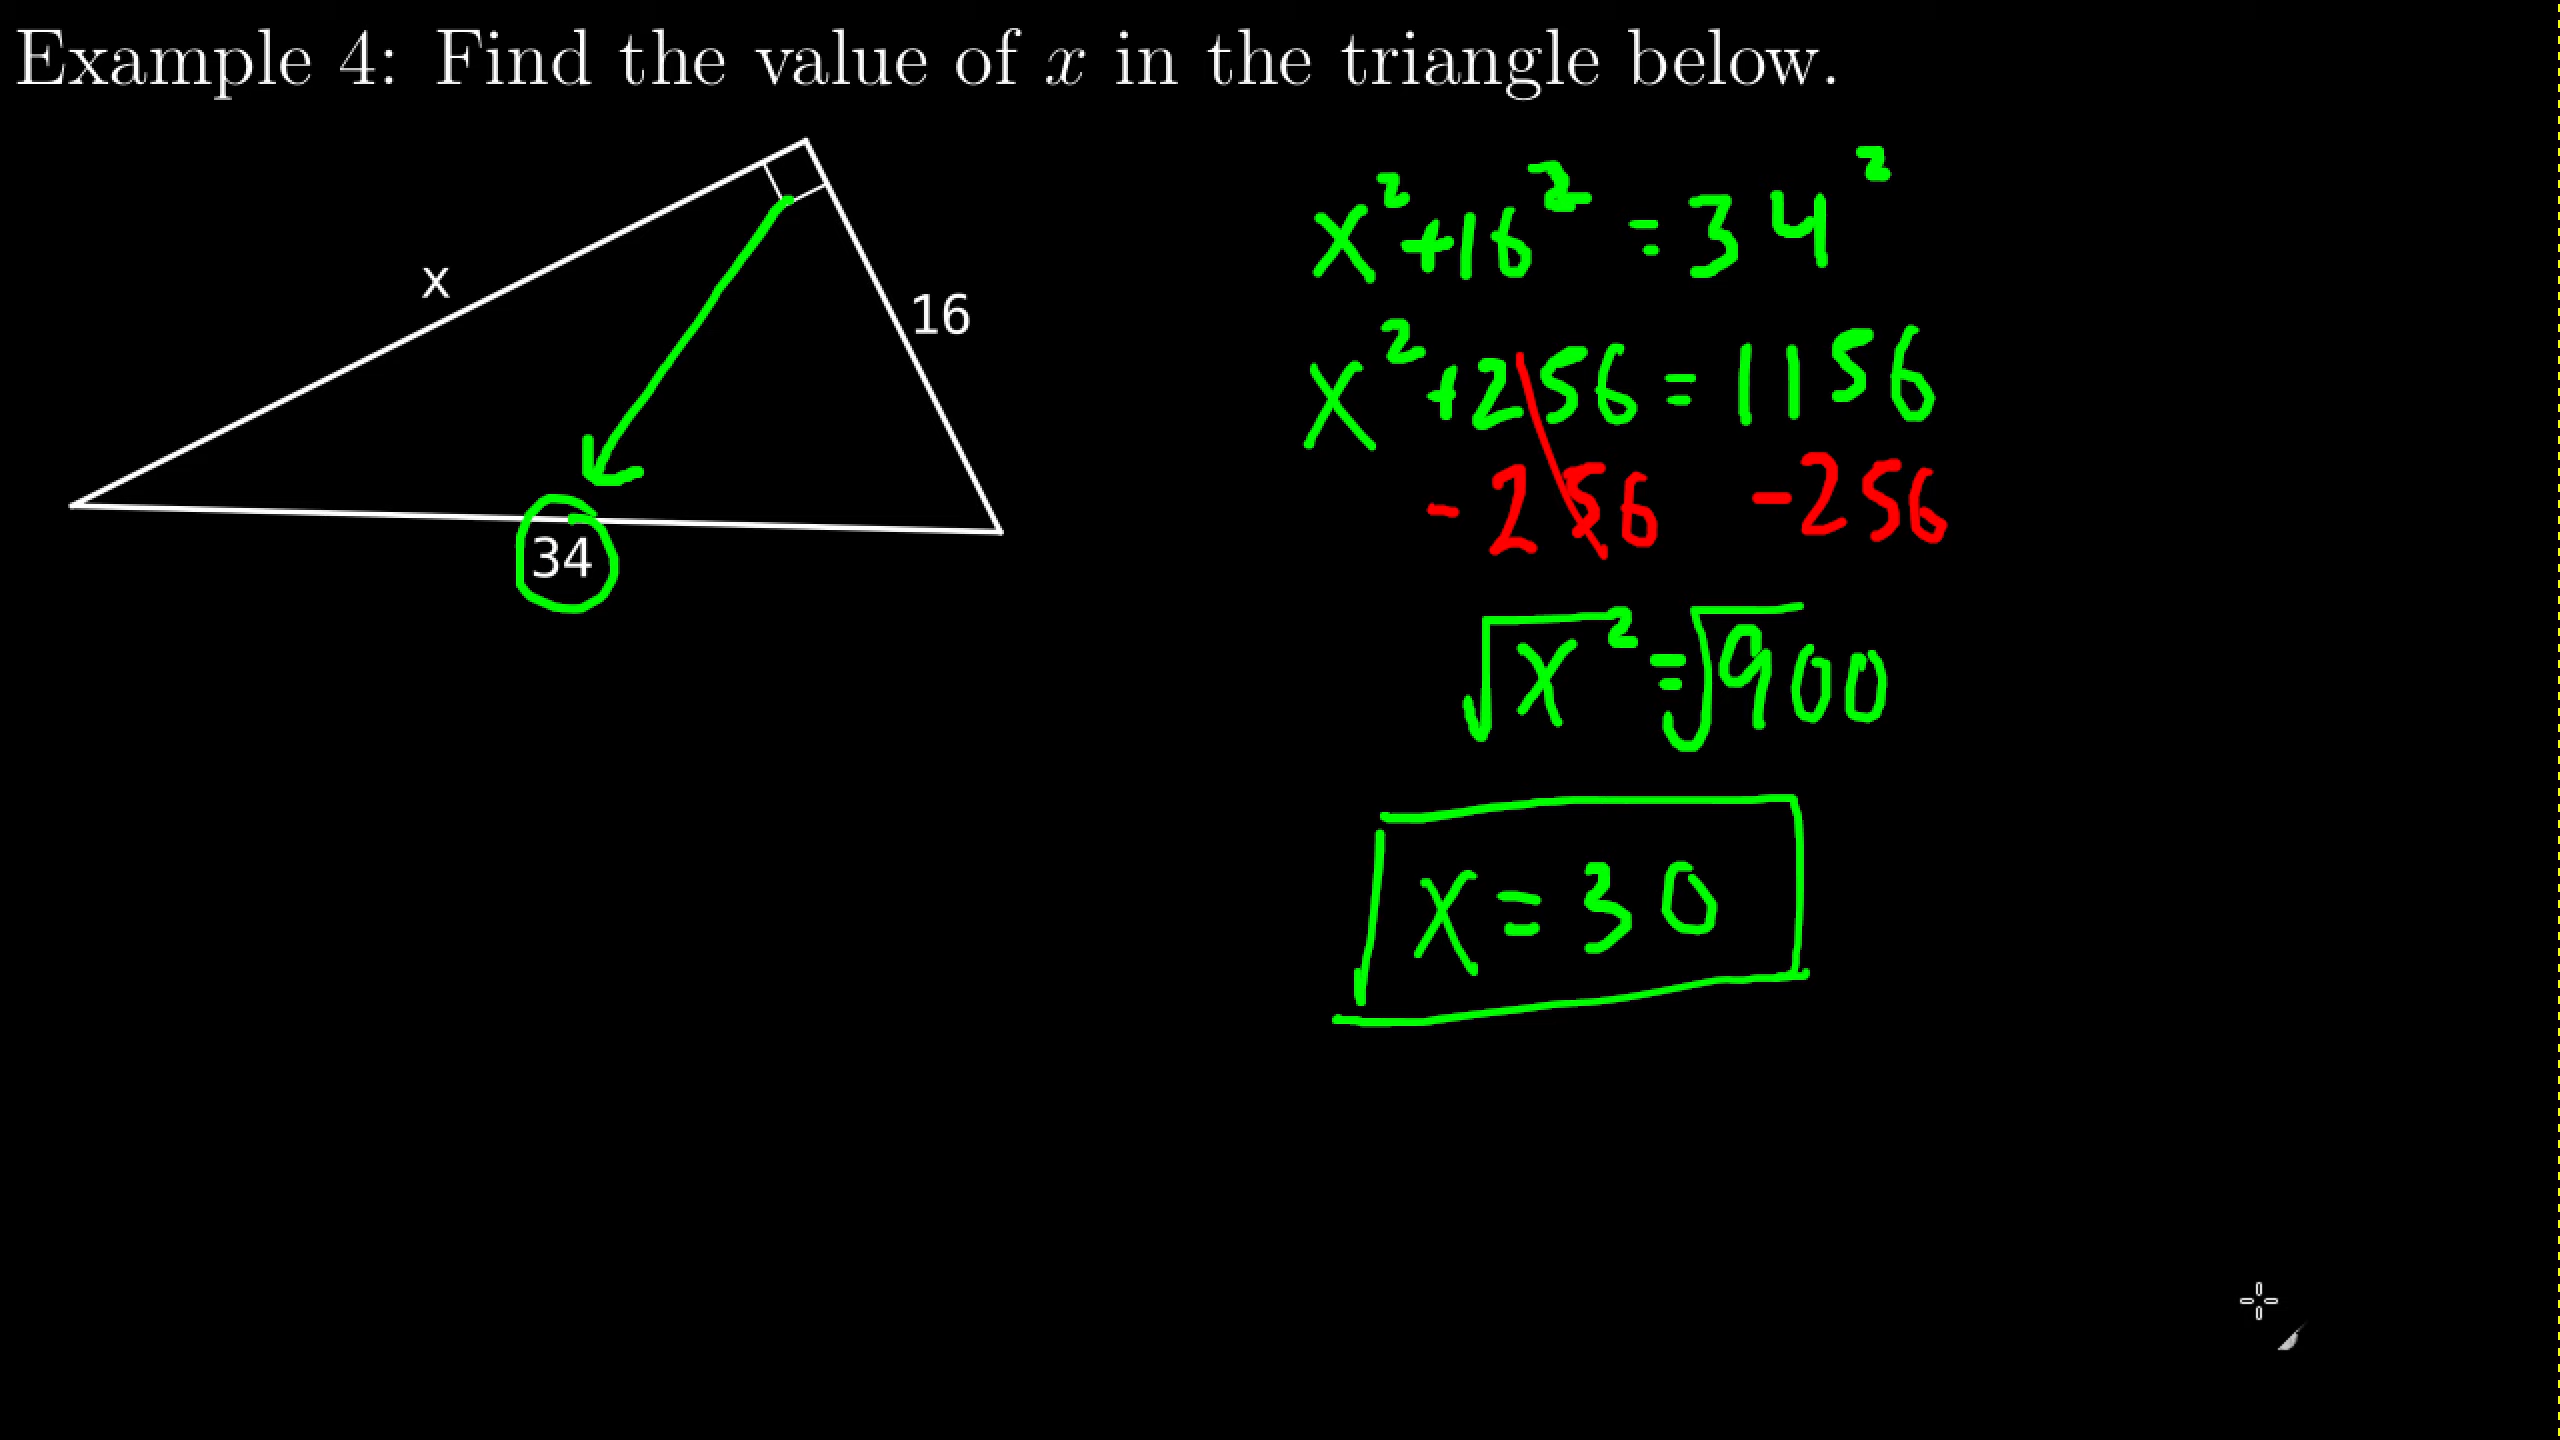 Example 4: Find the value of x in the triangle below.
x
16
34
x² + 16² = 34²
x² + 256 = 1156
- 256 - 256
√x² = √900
x = 30